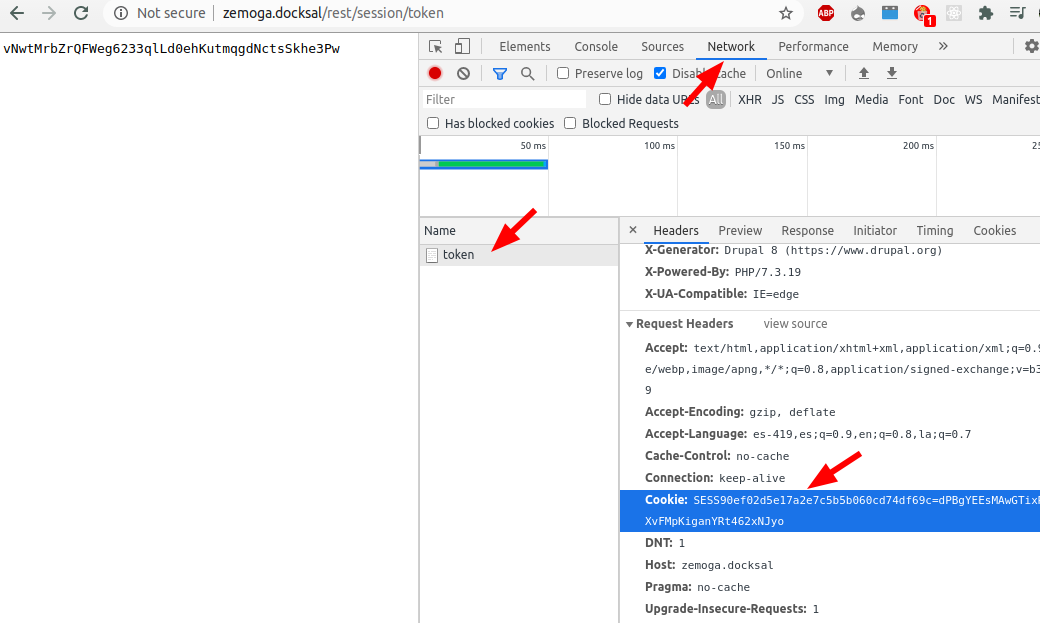 Not secure | zemoga.docksal/rest/session/token
ABP
1
vNwtMrbZrQFWeg6233qlLd0ehKutmqgdNctsSkhe3Pw
Elements Console Sources Network Performance Memory »
Preserve log Disable cache Online
Filter Hide data URLs All XHR JS CSS Img Media Font Doc WS Manifest
Has blocked cookies Blocked Requests
50 ms 100 ms 150 ms 200 ms 25
Name × Headers Preview Response Initiator Timing Cookies
token
X-Generator: Drupal 8 (https://www.drupal.org)
X-Powered-By: PHP/7.3.19
X-UA-Compatible: IE=edge
Request Headers view source
Accept: text/html,application/xhtml+xml,application/xml;q=0.9
e/webp,image/apng,*/*;q=0.8,application/signed-exchange;v=b3
9
Accept-Encoding: gzip, deflate
Accept-Language: es-419,es;q=0.9,en;q=0.8,la;q=0.7
Cache-Control: no-cache
Connection: keep-alive
Cookie: SESS90ef02d5e17a2e7c5b5b060cd74df69c=dPBgYEEsMAwGTix
XvFMpKiganYRt462xNJyo
DNT: 1
Host: zemoga.docksal
Pragma: no-cache
Upgrade-Insecure-Requests: 1